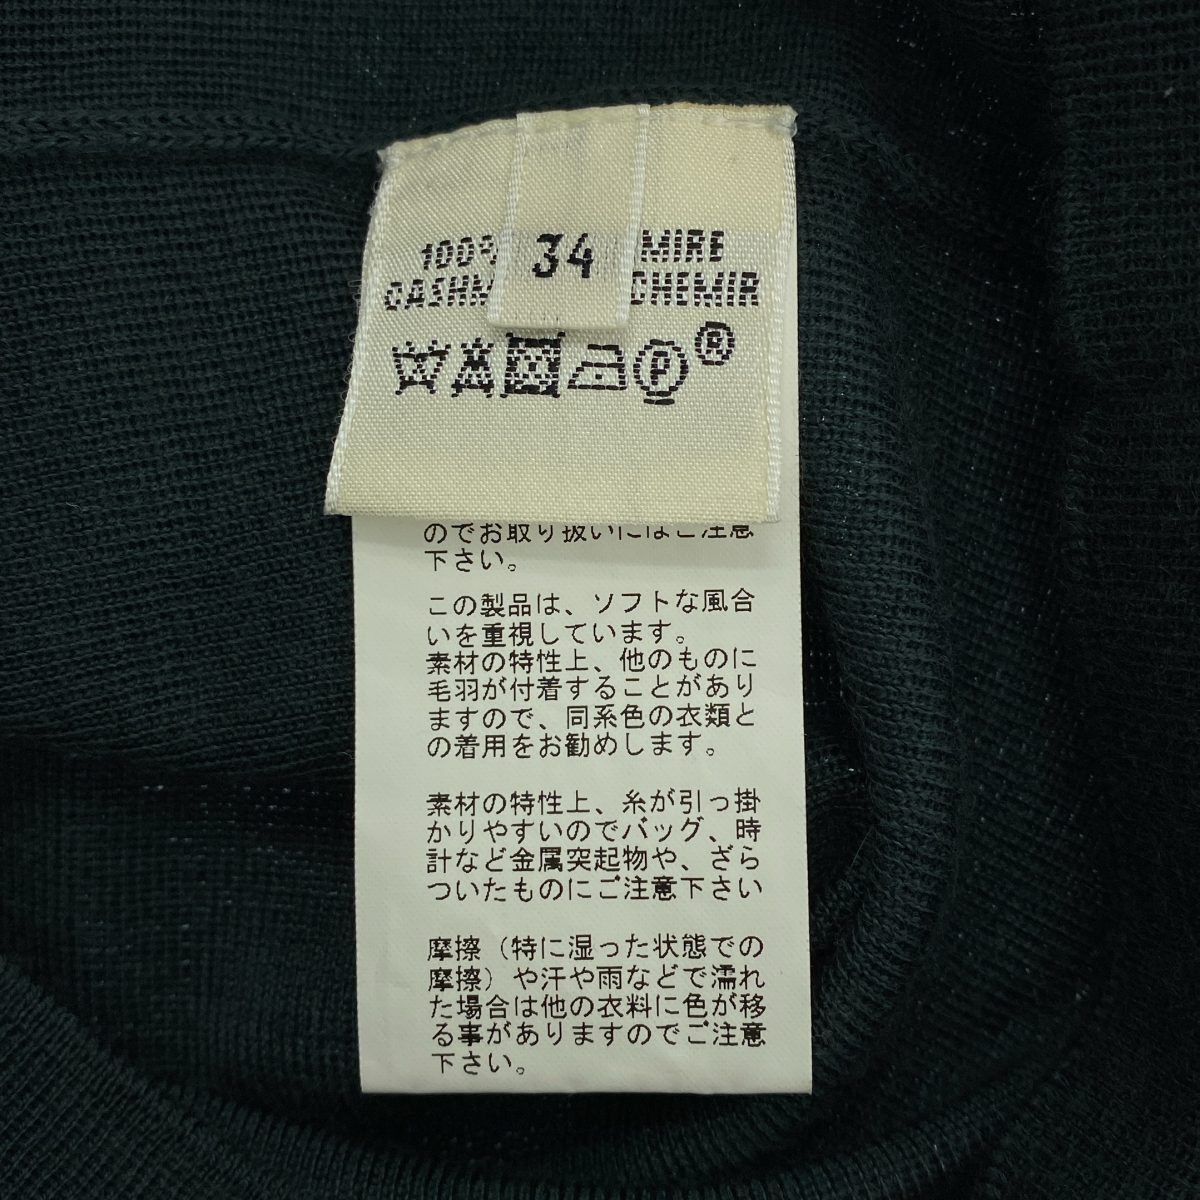 100%
34
MIRE
CASHM
CHEMIR
P
®
のでお取り扱いにはご注意
下さい。
この製品は、ソフトな風合
いを重視しています。
素材の特性上、他のものに
毛羽が付着することがあり
ますので、同系色の衣類と
の着用をお勧めします。
素材の特性上、糸が引っ掛
かりやすいのでバッグ、時
計など金属突起物や、ざら
ついたものにご注意下さい
摩擦（特に湿った状態での
摩擦）や汗や雨などで濡れ
た場合は他の衣料に色が移
る事がありますのでご注意
下さい。